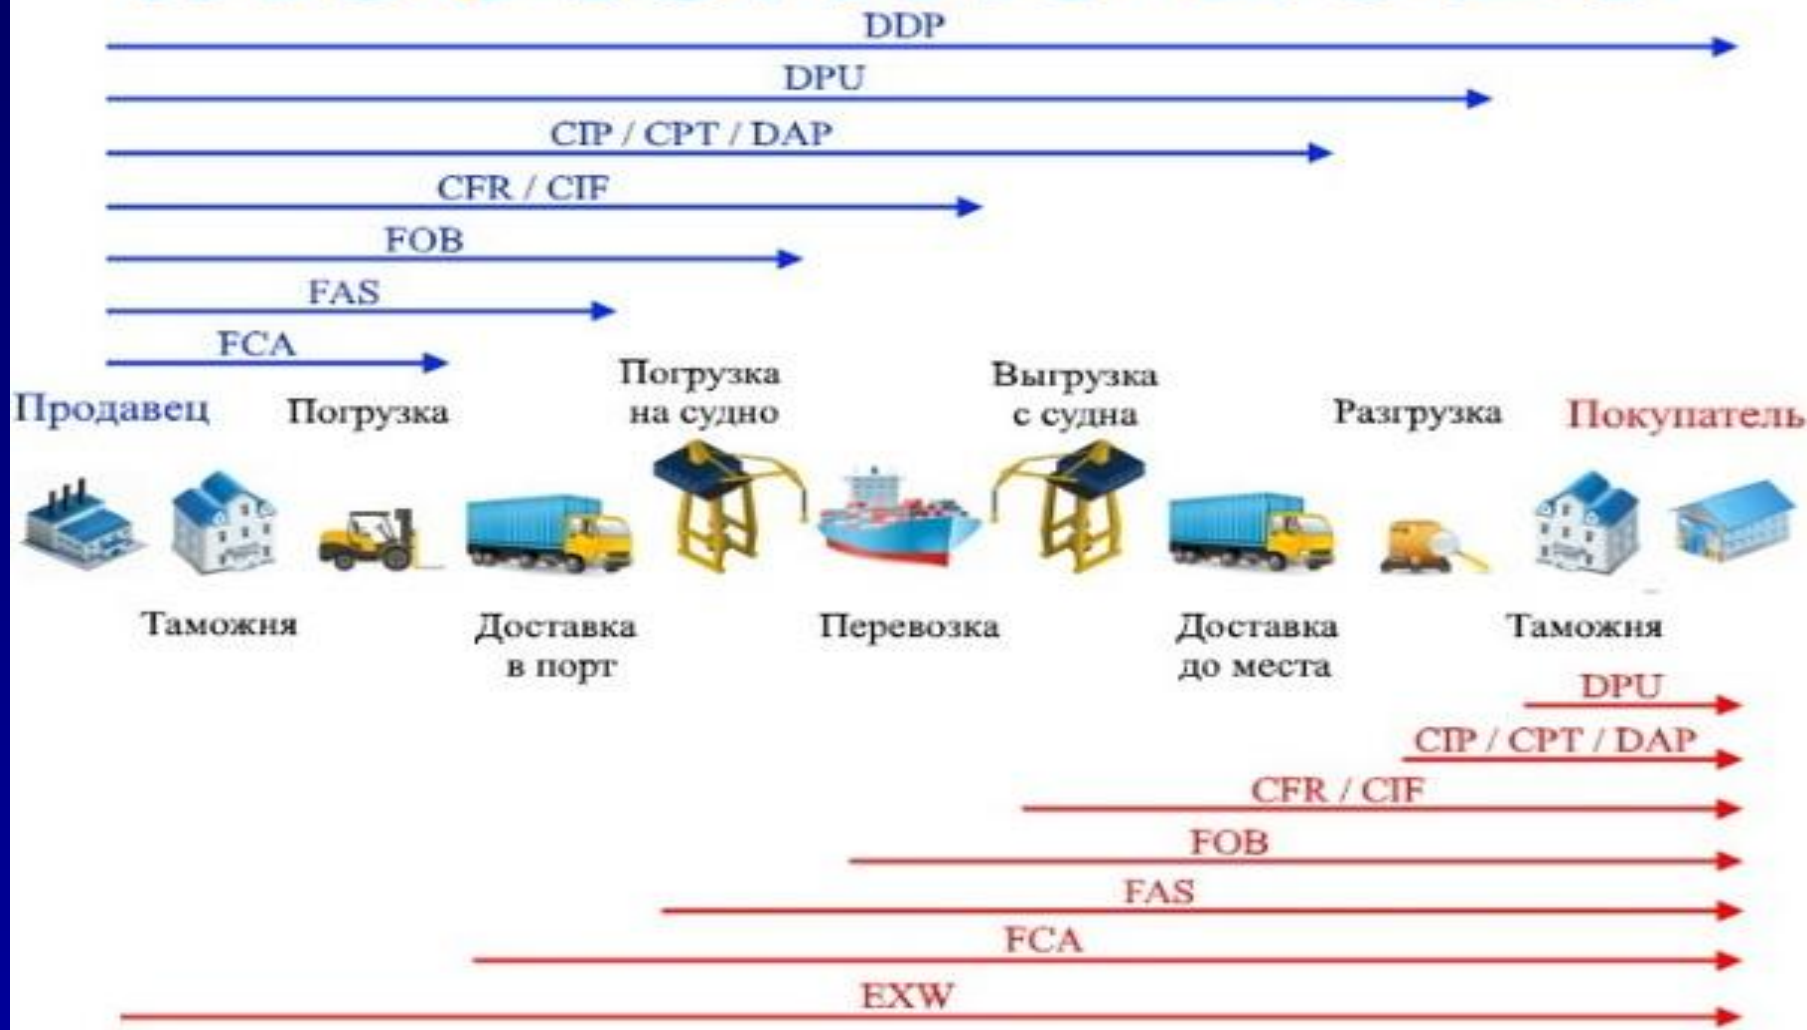 DDP
DPU
CIP / CPT / DAP
CFR / CIF
FOB
FAS
FCA
Продавец
Погрузка
Погрузка
на судно
Выгрузка
с судна
Разгрузка
Покупатель
Таможня
Доставка
в порт
Перевозка
Доставка
до места
Таможня
DPU
CIP / CPT / DAP
CFR / CIF
FOB
FAS
FCA
EXW